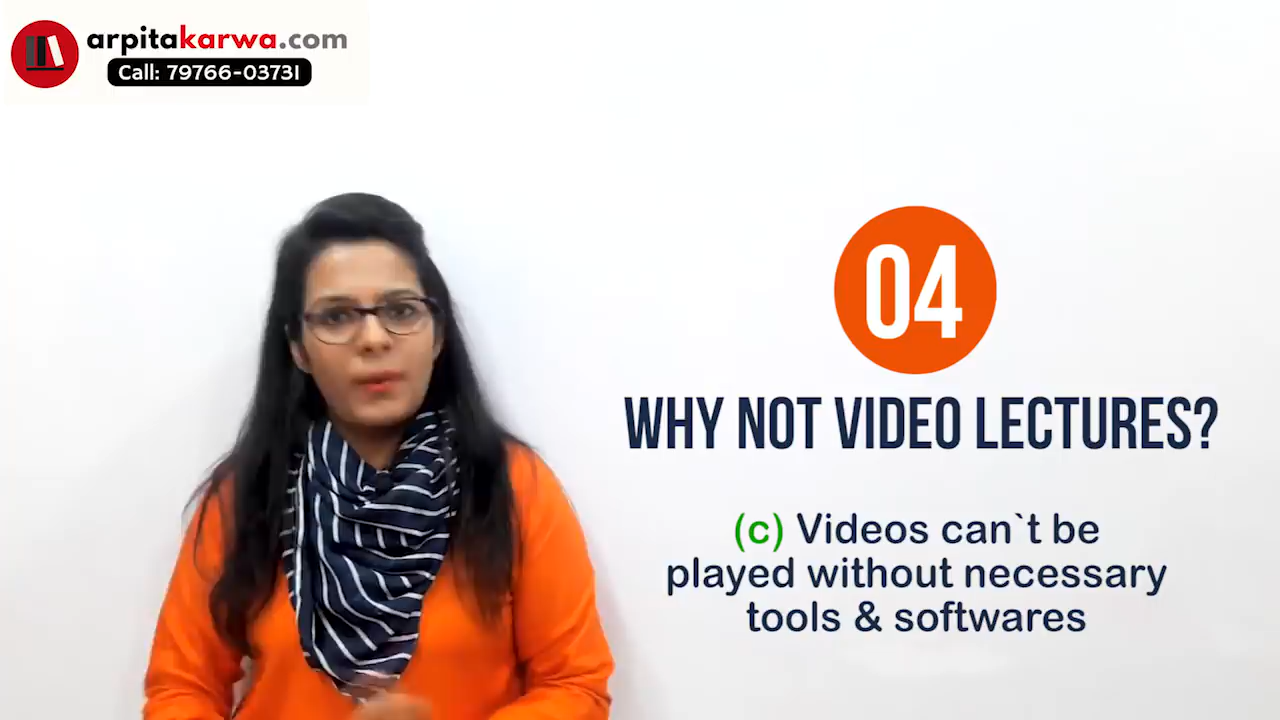 arpitakarwa.com
Call: 79766-03731
04
WHY NOT VIDEO LECTURES?
(c) Videos can`t be
played without necessary
tools & softwares